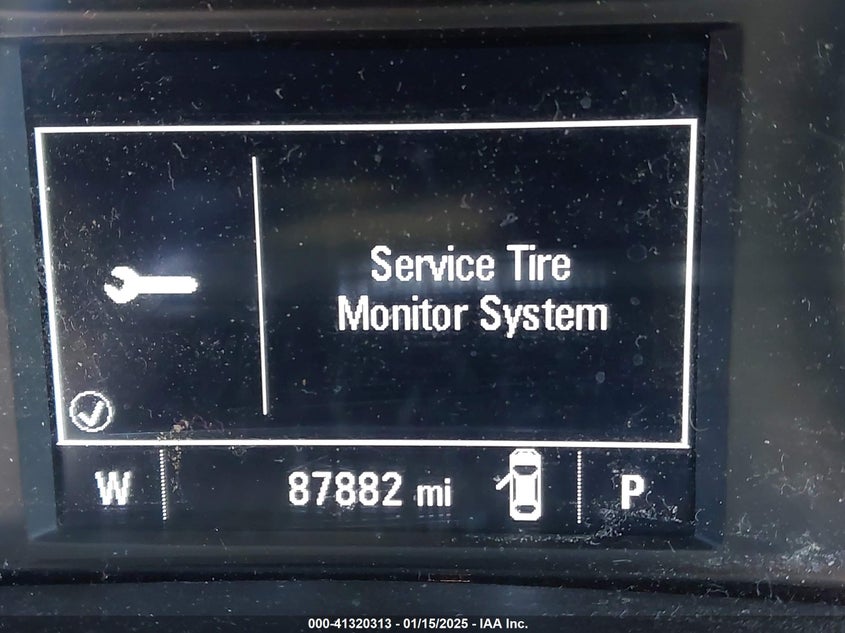 Service Tire
Monitor System
W 87882 mi P
000-41320313 - 01/15/2025 - IAA Inc.